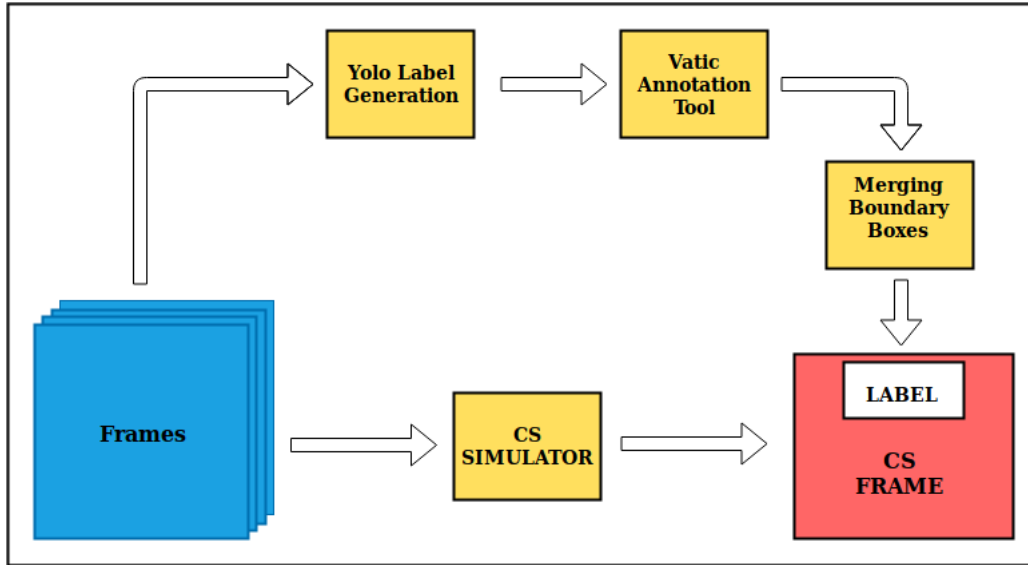 Yolo Label
Generation
Vatic
Annotation
Tool
Merging
Boundary
Boxes
Frames
CS
SIMULATOR
LABEL
CS
FRAME